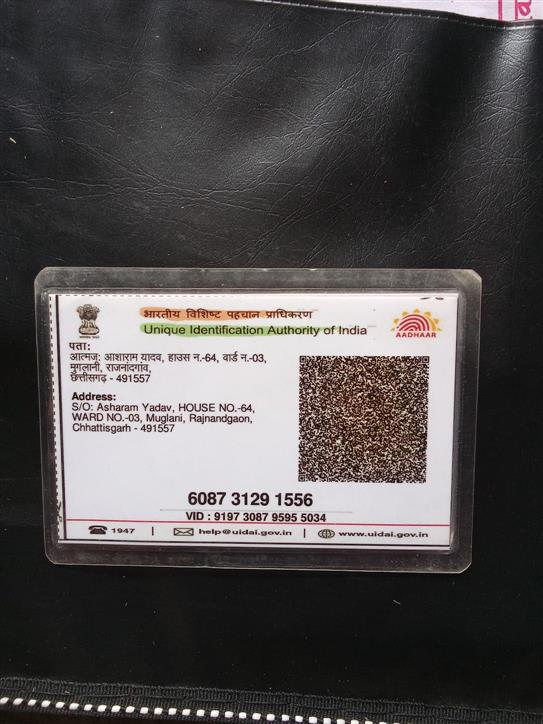 भारतीय विशिष्ट पहचान प्राधिकरण
Unique Identification Authority of India
AADHAAR
पता:
आत्मज: आशाराम यादव, हाउस न.-64, वार्ड न.-03,
मुगलानी, राजनांदगांव,
छत्तीसगढ़ - 491557
Address:
S/O: Asharam Yadav, HOUSE NO.-64,
WARD NO.-03, Muglani, Rajnandgaon,
Chhattisgarh - 491557
6087 3129 1556
VID : 9197 3087 9595 5034
1947 | help@uidai.gov.in | www.uidai.gov.in